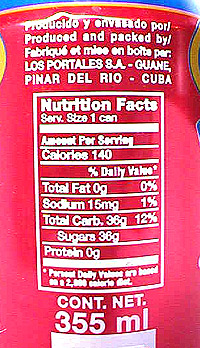 Producido y envasado por/
Produced and packed by/
Fabriqué et mise en boîte par:
LOS PORTALES S.A. - GUANE,
PINAR DEL RIO - CUBA
Nutrition Facts
Serv. Size 1 can
Amount Per Serving
Calories 140
% Daily Value*
Total Fat 0g 0%
Sodium 15mg 1%
Total Carb. 36g 12%
Sugars 36g
Protein 0g
* Percent Daily Values are based
on a 2,000 calorie diet.
CONT. NET.
355 ml